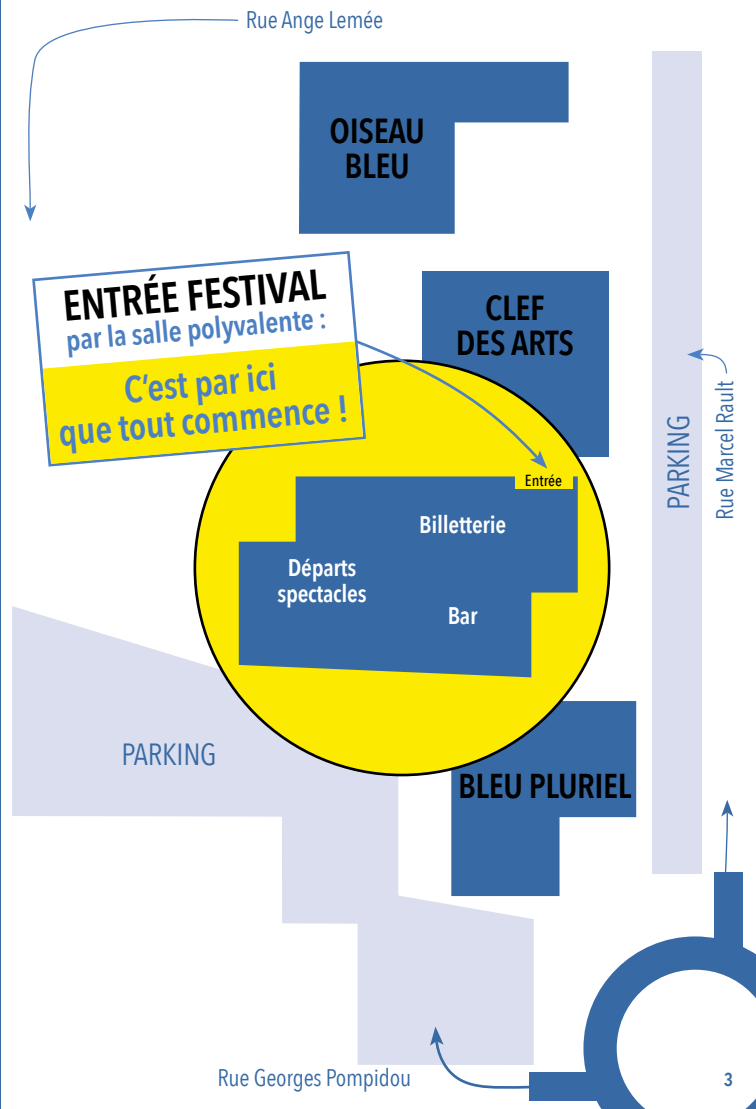 Rue Ange Lemée
OISEAU
BLEU
ENTRÉE FESTIVAL
par la salle polyvalente :
C'est par ici
que tout commence !
CLEF
DES ARTS
PARKING
Rue Marcel Rault
Entrée
Billetterie
Départs
spectacles
Bar
PARKING
BLEU PLURIEL
Rue Georges Pompidou
3